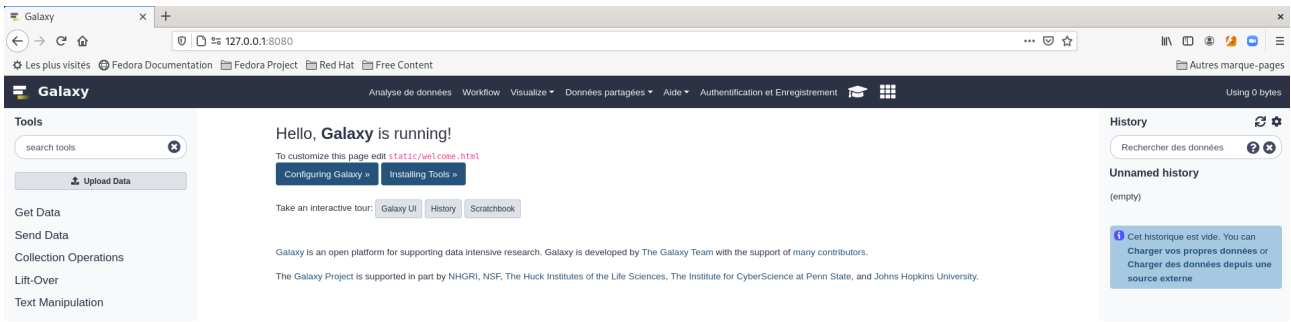 Galaxy
127.0.0.1:8080
Les plus visités Fedora Documentation Fedora Project Red Hat Free Content Autres marque-pages
Galaxy
Analyse de données Workflow Visualize Données partagées Aide Authentification et Enregistrement
Using 0 bytes
Tools
search tools
Upload Data
Get Data
Send Data
Collection Operations
Lift-Over
Text Manipulation
Hello, Galaxy is running!
To customize this page edit static/welcome.html
Configuring Galaxy » Installing Tools »
Take an interactive tour: Galaxy UI History Scratchbook
Galaxy is an open platform for supporting data intensive research. Galaxy is developed by The Galaxy Team with the support of many contributors.
The Galaxy Project is supported in part by NHGRI, NSF, The Huck Institutes of the Life Sciences, The Institute for CyberScience at Penn State, and Johns Hopkins University.
History
Rechercher des données
Unnamed history
(empty)
Cet historique est vide. You can
Charger vos propres données or
Charger des données depuis une
source externe